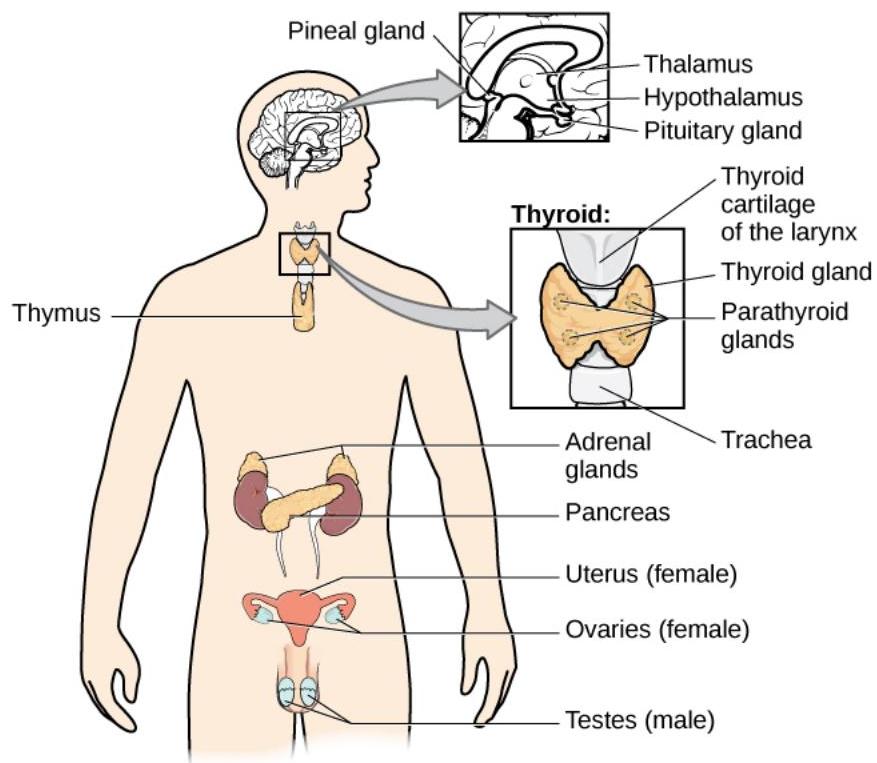 Pineal gland
Thalamus
Hypothalamus
Pituitary gland
Thyroid:
Thyroid
cartilage
of the larynx
Thyroid gland
Parathyroid
glands
Trachea
Thymus
Adrenal
glands
Pancreas
Uterus (female)
Ovaries (female)
Testes (male)